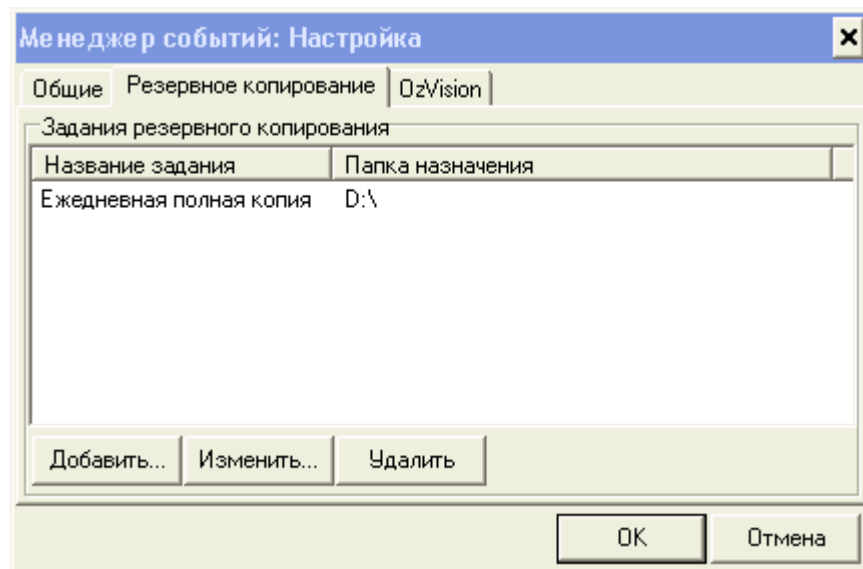 Менеджер событий: Настройка
Общие Резервное копирование OzVision
Задания резервного копирования
Название задания Папка назначения
Ежедневная полная копия D:\
Добавить... Изменить... Удалить
OK Отмена